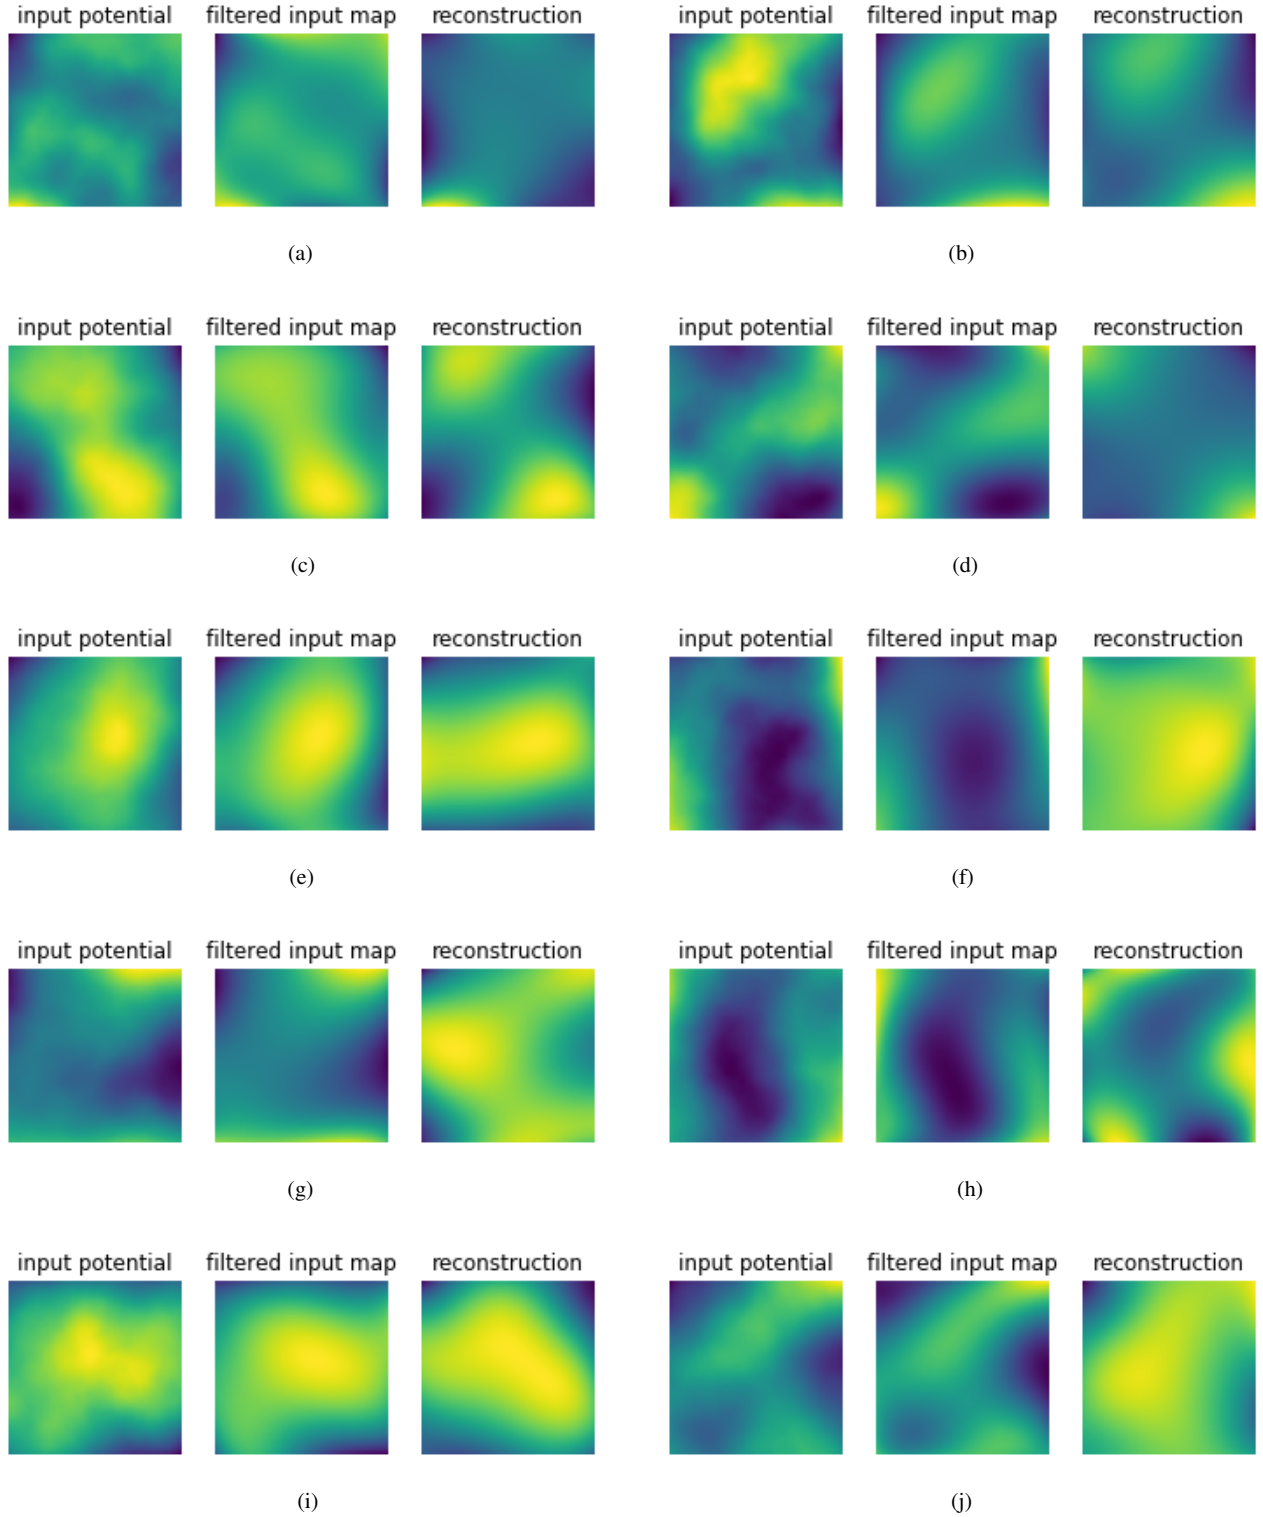 input potential filtered input map reconstruction input potential filtered input map reconstruction
(a) (b)
input potential filtered input map reconstruction input potential filtered input map reconstruction
(c) (d)
input potential filtered input map reconstruction input potential filtered input map reconstruction
(e) (f)
input potential filtered input map reconstruction input potential filtered input map reconstruction
(g) (h)
input potential filtered input map reconstruction input potential filtered input map reconstruction
(i) (j)